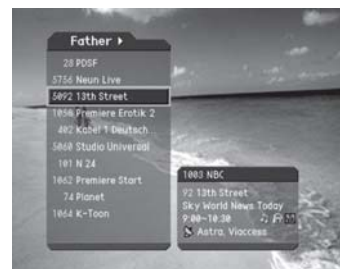 Father
28 PDSF
5756 Neun Live
5092 13th Street
1058 Premiere Erotik 2
402 Kabel 1 Deutsch
5060 Studio Universal
101 N 24
1062 Premiere Start
74 Planet
1064 K-Toon
1003 NBC
92 13th Street
Sky World News Today
9:00~10:30
Astra, Viaccess